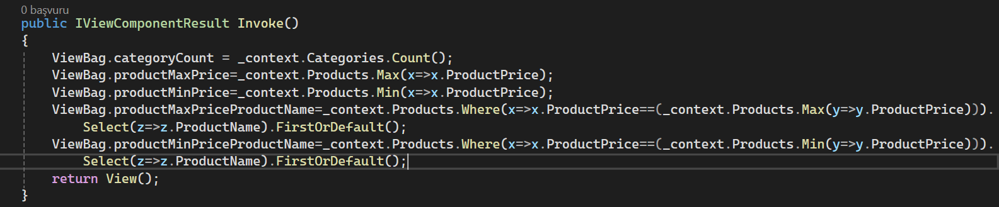 0 başvuru
public IViewComponentResult Invoke()
{
ViewBag.categoryCount = _context.Categories.Count();
ViewBag.productMaxPrice=_context.Products.Max(x=>x.ProductPrice);
ViewBag.productMinPrice=_context.Products.Min(x=>x.ProductPrice);
ViewBag.productMaxPriceProductName=_context.Products.Where(x=>x.ProductPrice==(_context.Products.Max(y=>y.ProductPrice))).
Select(z=>z.ProductName).FirstOrDefault();
ViewBag.productMinPriceProductName=_context.Products.Where(x=>x.ProductPrice==(_context.Products.Min(y=>y.ProductPrice))).
Select(z=>z.ProductName).FirstOrDefault();
return View();
}